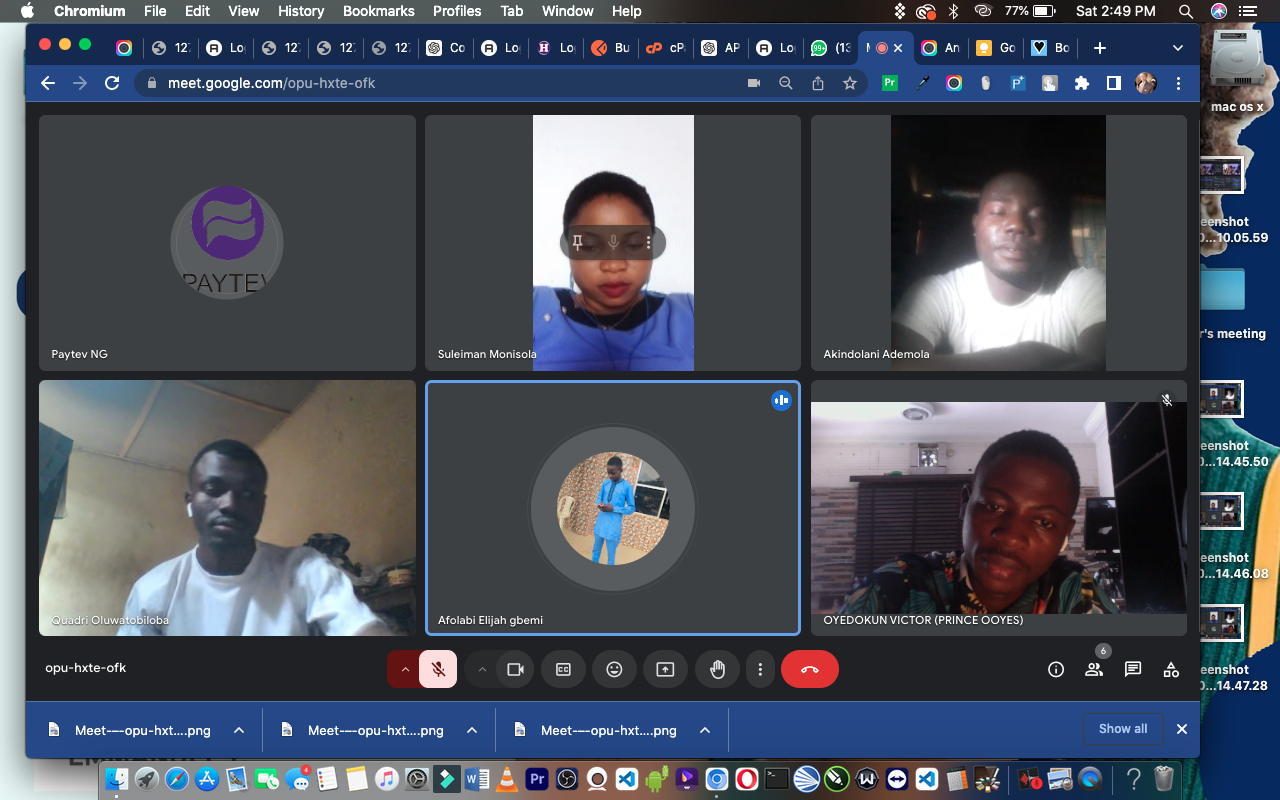 Chromium File Edit View History Bookmarks Profiles Tab Window Help 77% Sat 2:49 PM
12: Lo 12: 12: 12: Co Lo Lo Bu cP AP Lo 99+ (13 An Go Bo
meet.google.com/opu-hxte-ofk
mac os x
eenshot
0...10.05.59
r's meeting
eenshot
0...14.45.50
eenshot
0...14.46.08
eenshot
0...14.47.28
PAYTEV
Paytev NG
Suleiman Monisola
Akindolani Ademola
Quadri Oluwatobiloba
Afolabi Elijah gbemi
OYEDOKUN VICTOR (PRINCE OOYES)
opu-hxte-ofk
6
Meet-—opu-hxt....png
Meet-—opu-hxt....png
Meet-—opu-hxt....png
Show all